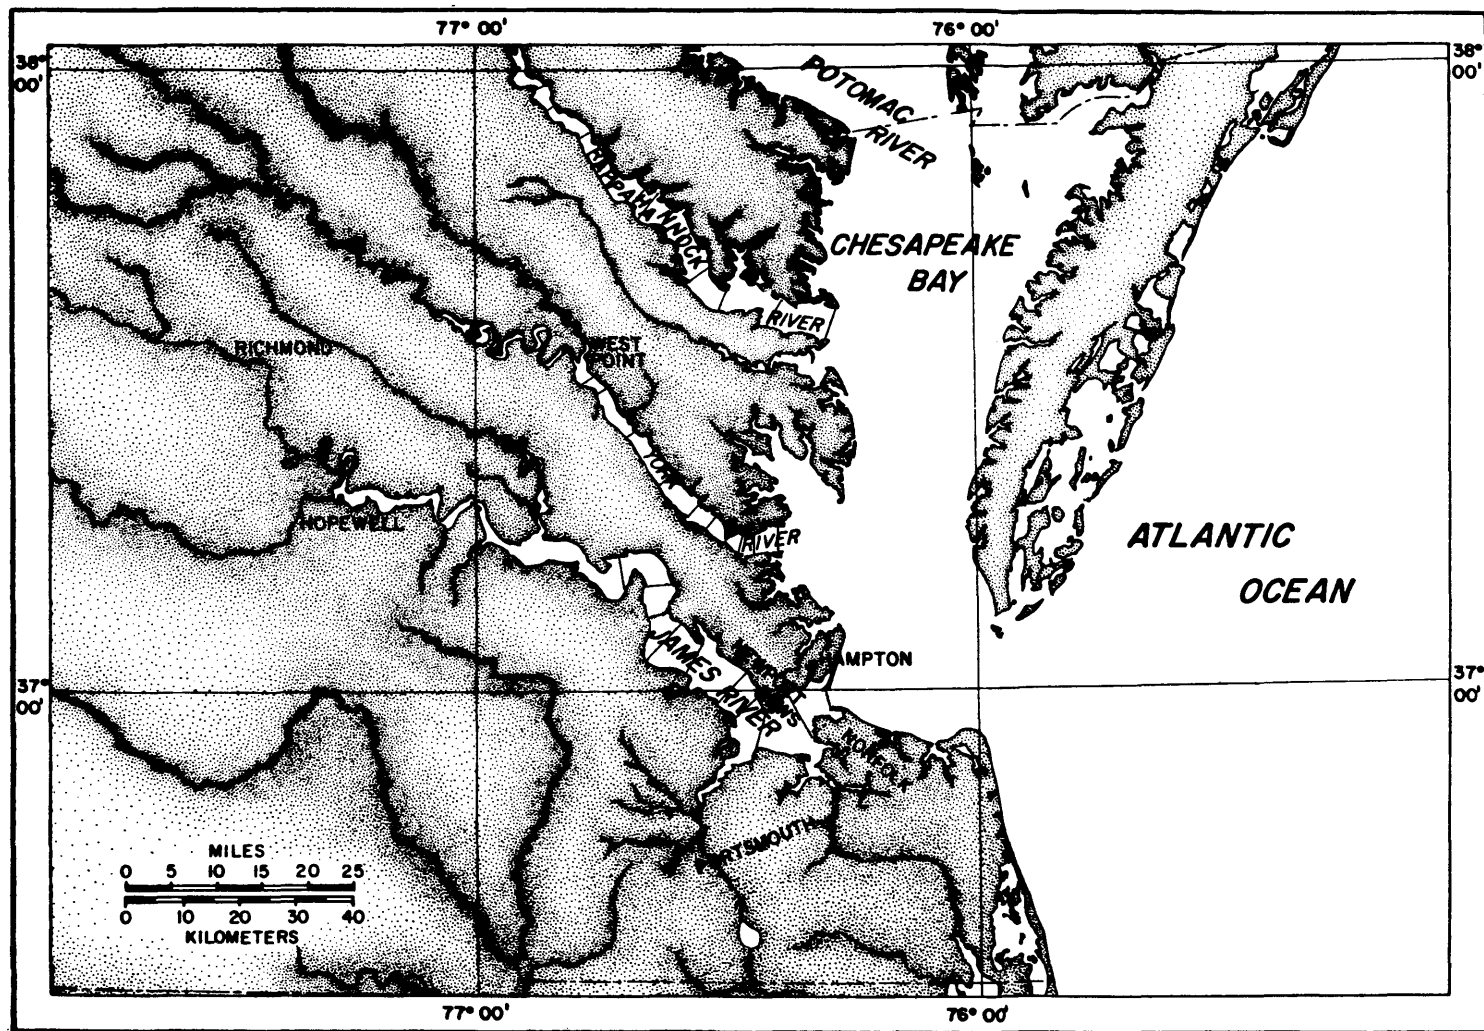 77° 00'
76° 00'
38°
00'
38°
00'
POTOMAC
RIVER
RAPPAHANNOCK
RIVER
CHESAPEAKE
BAY
RICHMOND
WEST
POINT
YORK
RIVER
HOPEWELL
ATLANTIC
OCEAN
JAMES RIVER
AMPTON
37°
00'
37°
00'
NORFOLK
RTSMOUTH
MILES
0 5 10 15 20 25
0 10 20 30 40
KILOMETERS
77° 00'
76° 00'